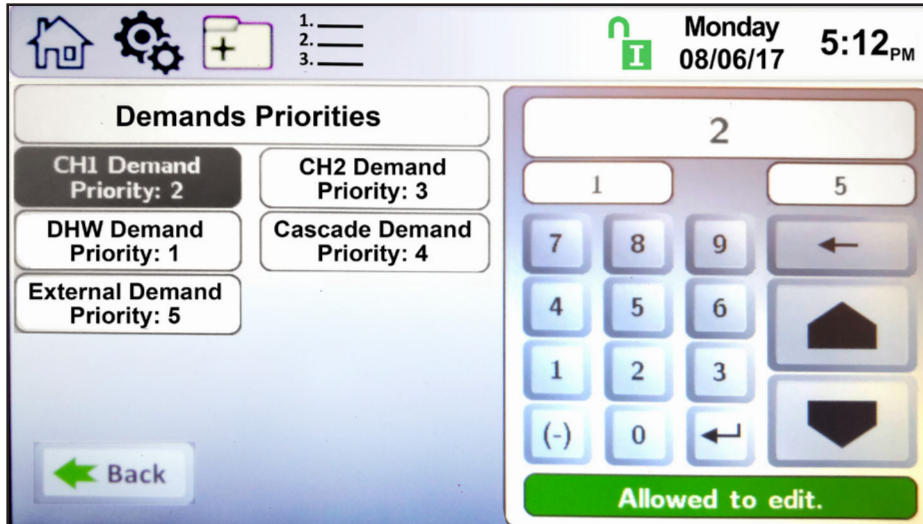 1.
2.
3.
Monday
08/06/17
5:12 PM
I
Demands Priorities
CH1 Demand
Priority: 2
CH2 Demand
Priority: 3
DHW Demand
Priority: 1
Cascade Demand
Priority: 4
External Demand
Priority: 5
Back
2
1
5
7
8
9
4
5
6
1
2
3
(-)
0
Allowed to edit.